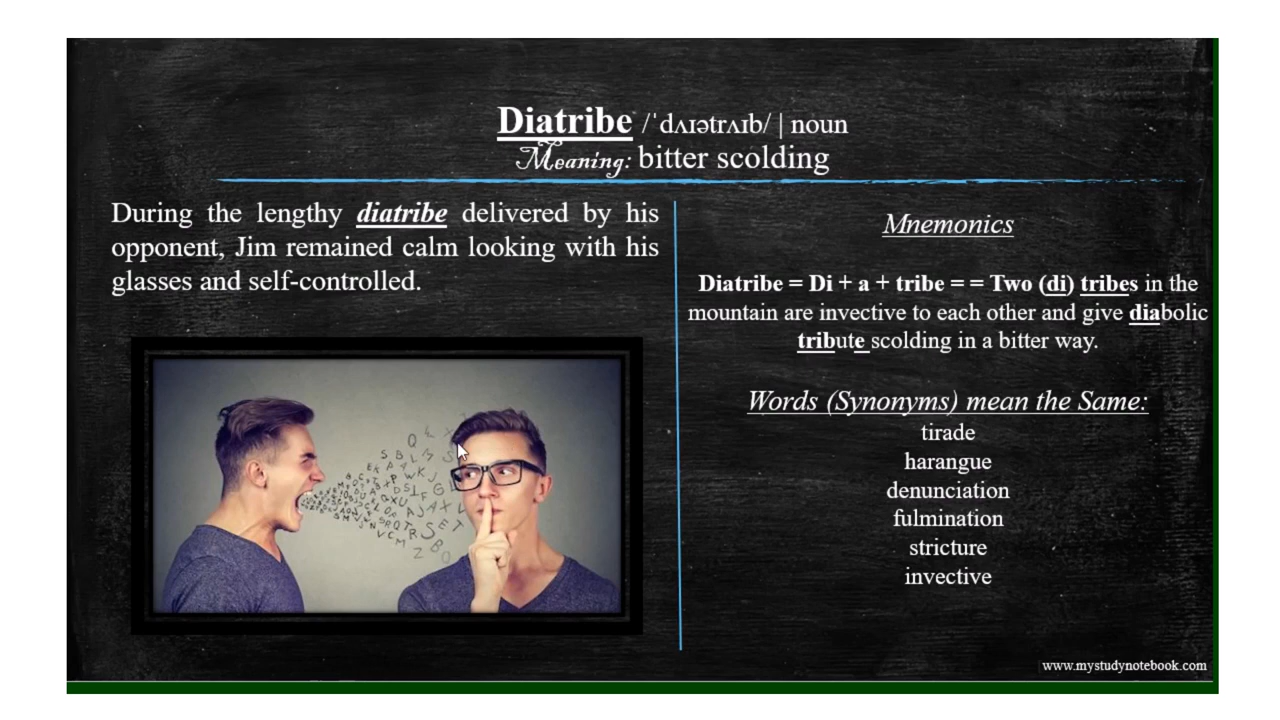 Diatribe /ˈdʌɪətrʌɪb/ | noun
Meaning: bitter scolding
During the lengthy diatribe delivered by his
opponent, Jim remained calm looking with his
glasses and self-controlled.
Mnemonics
Diatribe = Di + a + tribe = = Two (di) tribes in the
mountain are invective to each other and give diabolic
tribute scolding in a bitter way.
Words (Synonyms) mean the Same:
tirade
harangue
denunciation
fulmination
stricture
invective
www.mystudynotebook.com